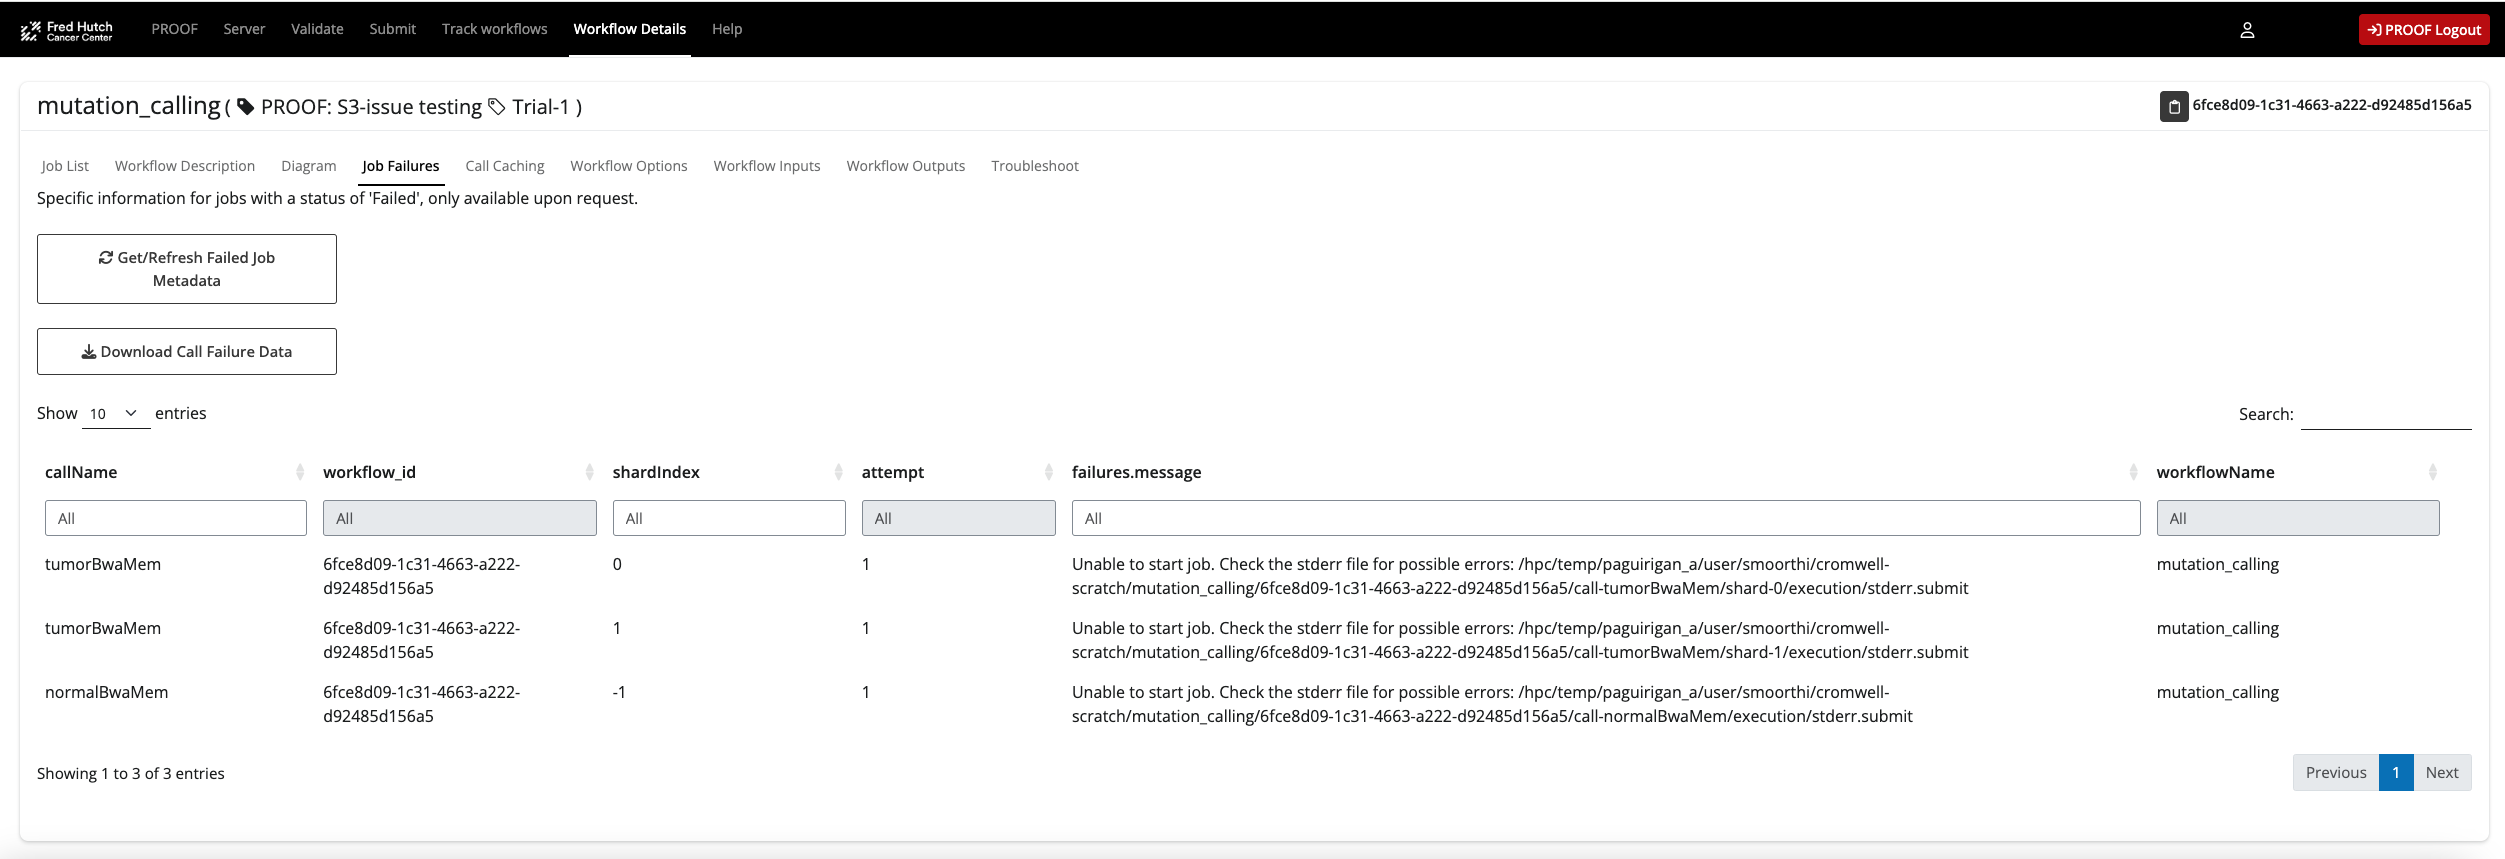 Fred Hutch
Cancer Center
PROOF Server Validate Submit Track workflows Workflow Details Help
PROOF Logout
mutation_calling ( PROOF: S3-issue testing Trial-1 )
6fce8d09-1c31-4663-a222-d92485d156a5
Job List Workflow Description Diagram Job Failures Call Caching Workflow Options Workflow Inputs Workflow Outputs Troubleshoot
Specific information for jobs with a status of 'Failed', only available upon request.
Get/Refresh Failed Job
Metadata
Download Call Failure Data
Show 10 entries
Search:
callName workflow_id shardIndex attempt failures.message workflowName
All All All All All All
tumorBwaMem 6fce8d09-1c31-4663-a222- 0 1 Unable to start job. Check the stderr file for possible errors: /hpc/temp/paguirigan_a/user/smoorthi/cromwell- mutation_calling
d92485d156a5 scratch/mutation_calling/6fce8d09-1c31-4663-a222-d92485d156a5/call-tumorBwaMem/shard-0/execution/stderr.submit
tumorBwaMem 6fce8d09-1c31-4663-a222- 1 1 Unable to start job. Check the stderr file for possible errors: /hpc/temp/paguirigan_a/user/smoorthi/cromwell- mutation_calling
d92485d156a5 scratch/mutation_calling/6fce8d09-1c31-4663-a222-d92485d156a5/call-tumorBwaMem/shard-1/execution/stderr.submit
normalBwaMem 6fce8d09-1c31-4663-a222- -1 1 Unable to start job. Check the stderr file for possible errors: /hpc/temp/paguirigan_a/user/smoorthi/cromwell- mutation_calling
d92485d156a5 scratch/mutation_calling/6fce8d09-1c31-4663-a222-d92485d156a5/call-normalBwaMem/execution/stderr.submit
Showing 1 to 3 of 3 entries
Previous 1 Next